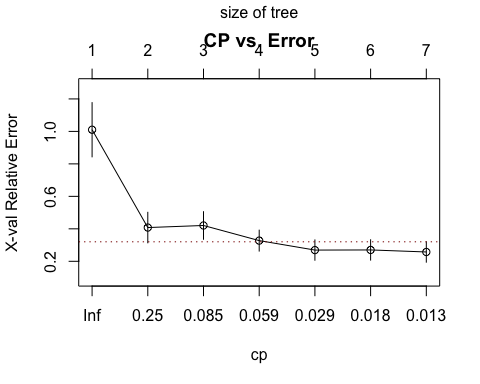 size of tree
CP vs. Error
1 2 3 4 5 6 7
X-val Relative Error
1.0
0.6
0.2
Inf 0.25 0.085 0.059 0.029 0.018 0.013
cp